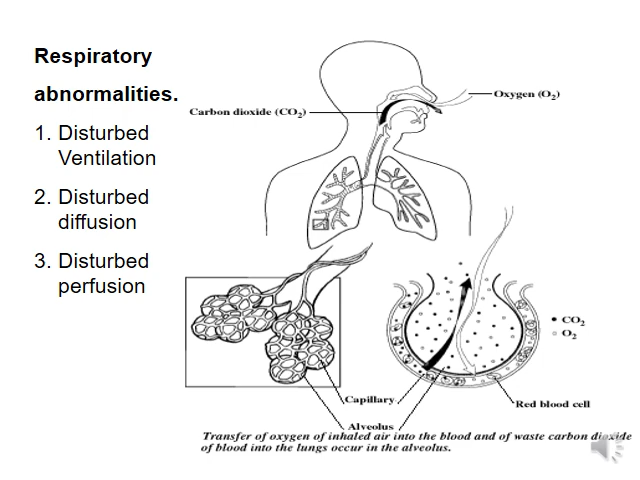 Respiratory
abnormalities.
1. Disturbed
Ventilation
2. Disturbed
diffusion
3. Disturbed
perfusion
Oxygen (O₂)
Carbon dioxide (CO₂)
CO₂
O₂
Capillary
Red blood cell
Alveolus
Transfer of oxygen of inhaled air into the blood and of waste carbon dioxide
of blood into the lungs occur in the alveolus.